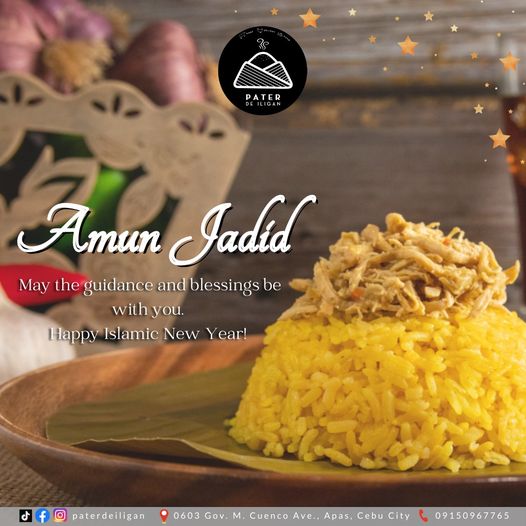 PATER
DE ILIGAN
Amun Jadid
May the guidance and blessings be
with you.
Happy Islamic New Year!
paterdeiligan 0603 Gov. M. Cuenco Ave., Apas, Cebu City 09150967765